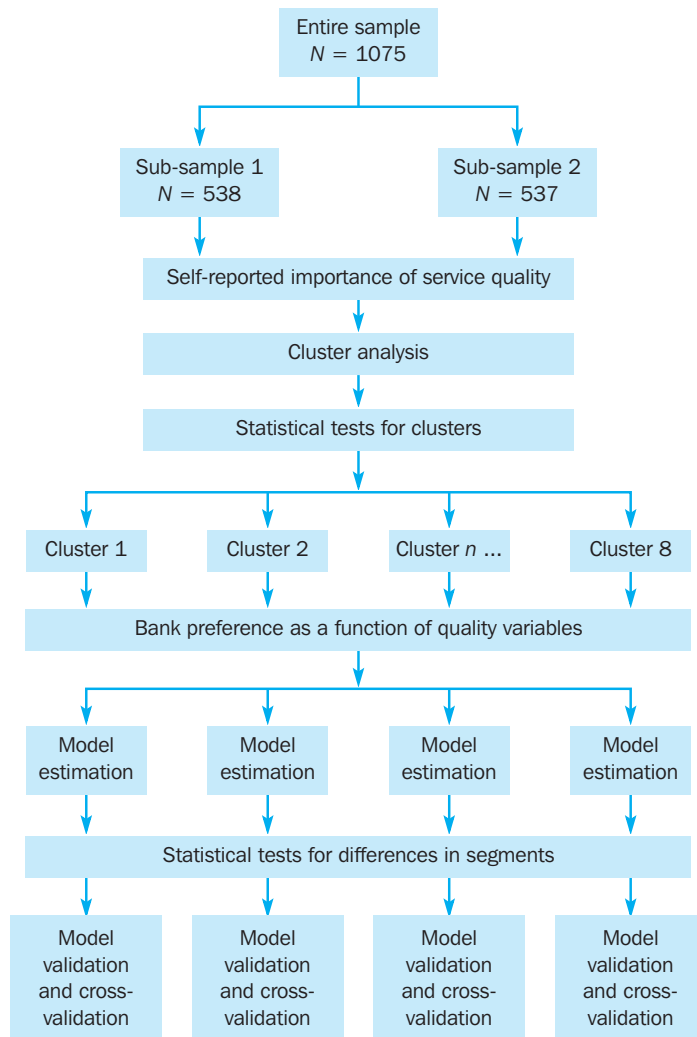 Entire sample
N = 1075
Sub-sample 1
N = 538
Sub-sample 2
N = 537
Self-reported importance of service quality
Cluster analysis
Statistical tests for clusters
Cluster 1
Cluster 2
Cluster n ...
Cluster 8
Bank preference as a function of quality variables
Model
estimation
Model
estimation
Model
estimation
Model
estimation
Statistical tests for differences in segments
Model
validation
and cross-
validation
Model
validation
and cross-
validation
Model
validation
and cross-
validation
Model
validation
and cross-
validation